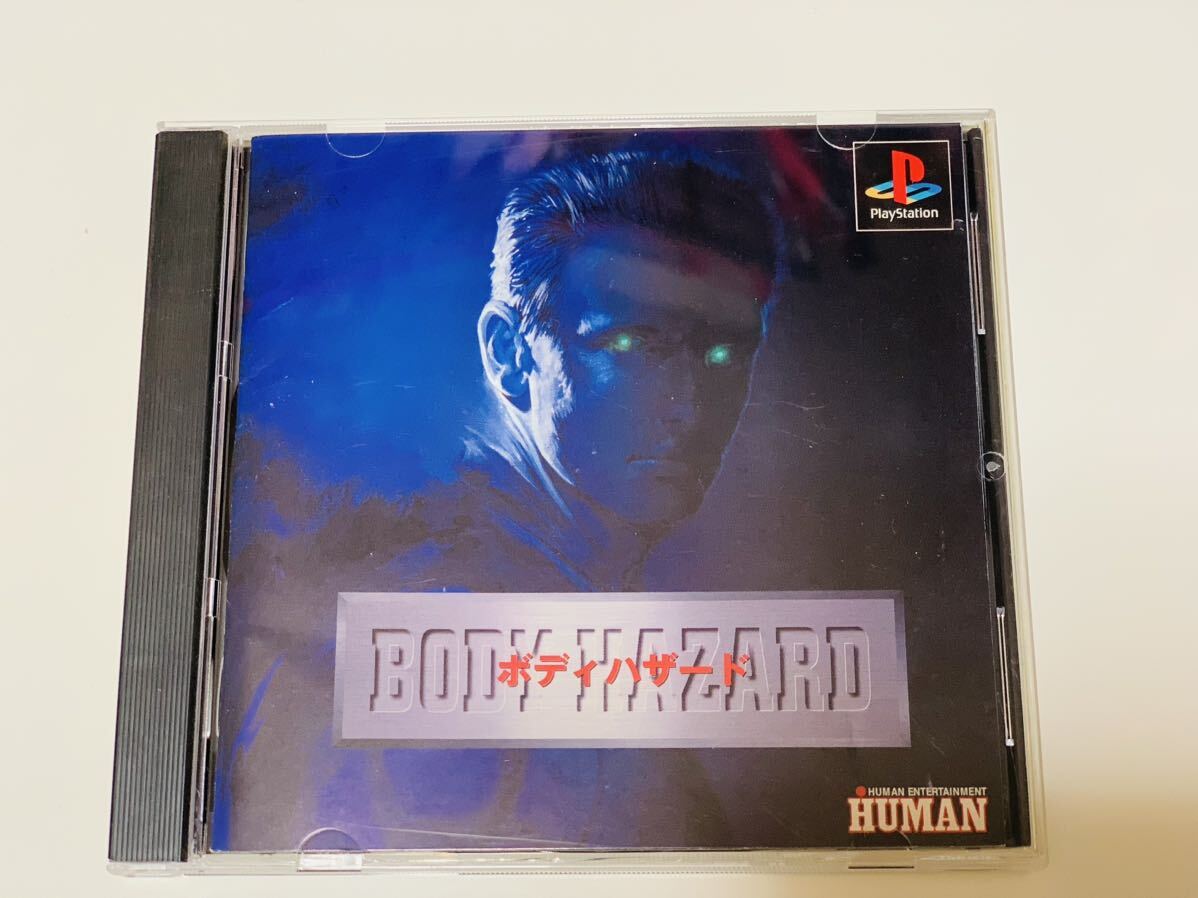 PlayStation
BODY HAZARD
ボディハザード
HUMAN ENTERTAINMENT
HUMAN